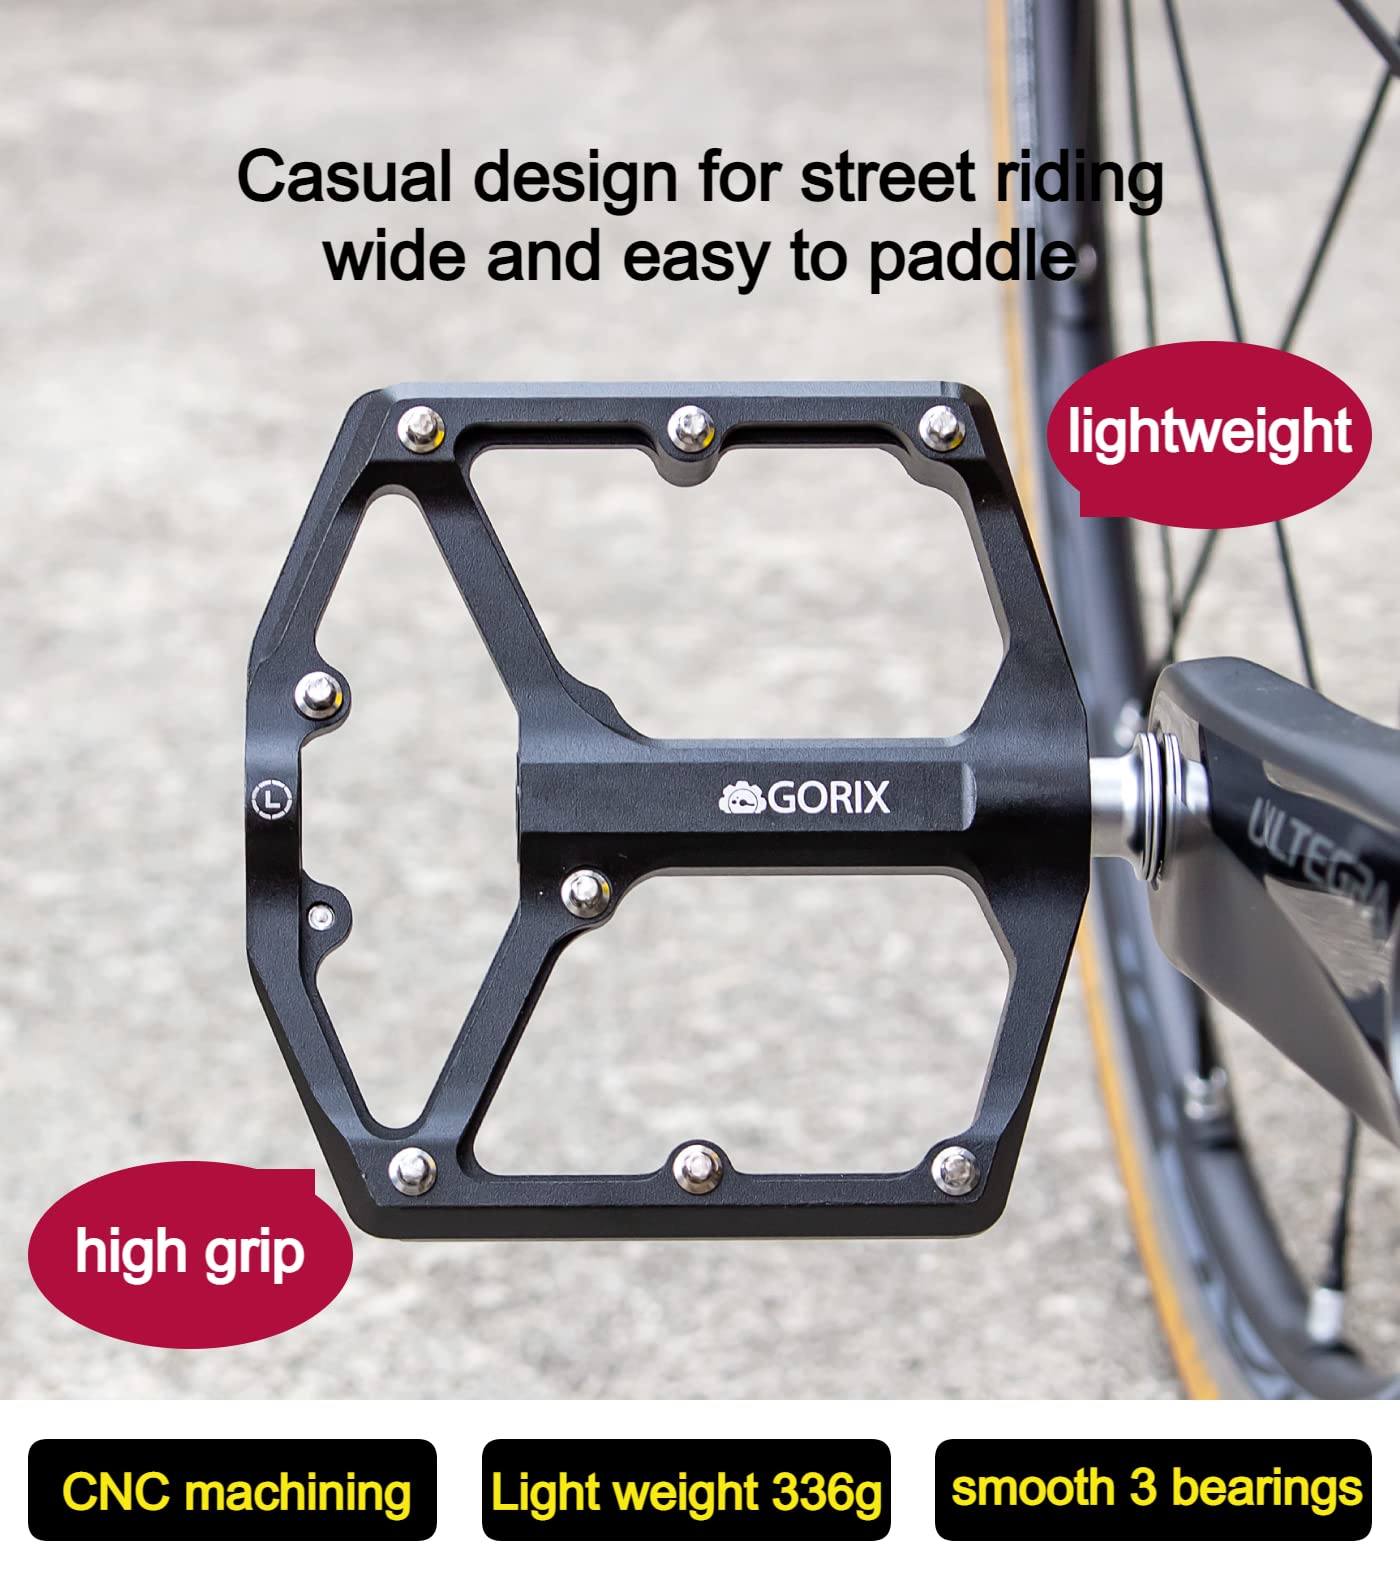 Casual design for street riding
wide and easy to paddle
lightweight
L
GORIX
ULTEGRA
high grip
CNC machining
Light weight 336g
smooth 3 bearings